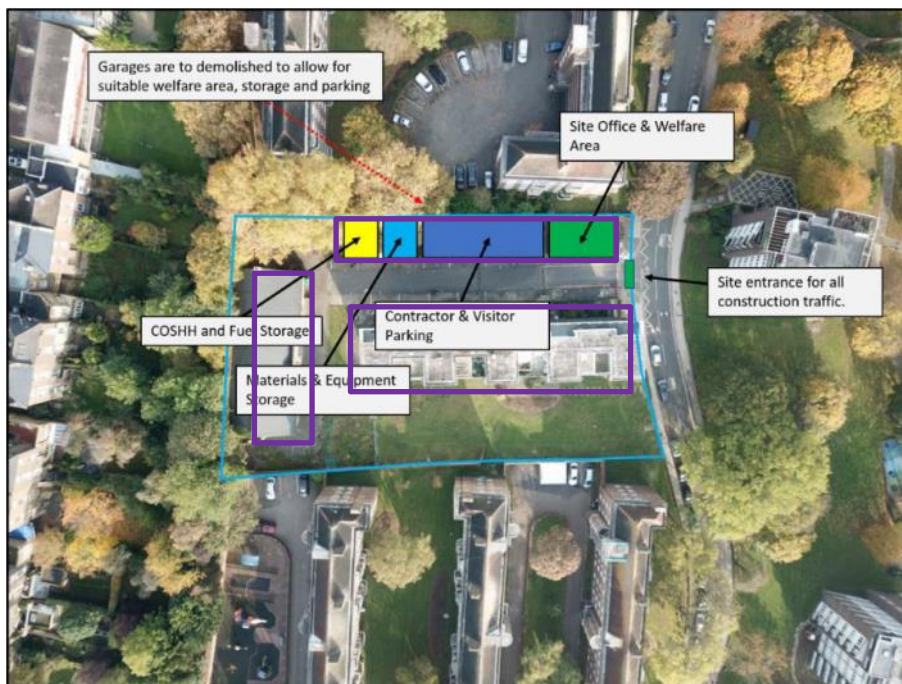 Garages are to demolished to allow for
suitable welfare area, storage and parking
Site Office & Welfare
Area
Site entrance for all
construction traffic.
COSHH and Fuel Storage
Contractor & Visitor
Parking
Materials & Equipment
Storage